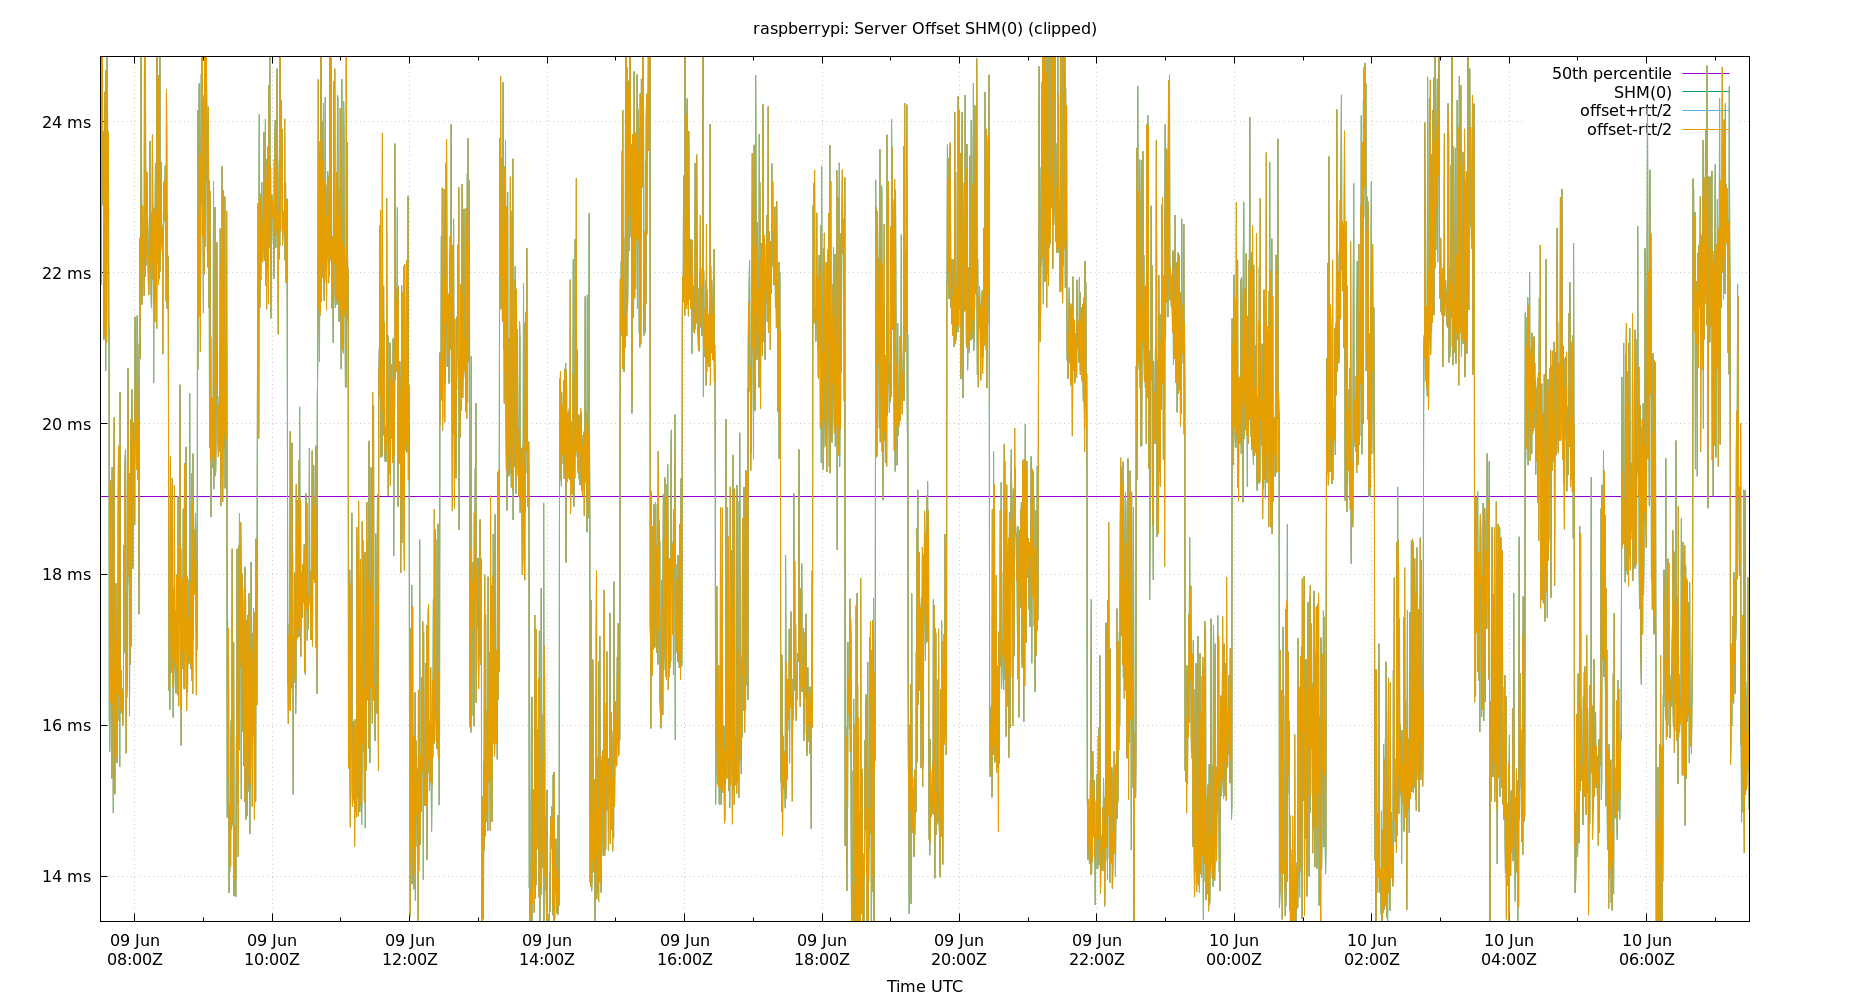 raspberrypi: Server Offset SHM(0) (clipped)
50th percentile
SHM(0)
offset+rtt/2
offset-rtt/2
24 ms
22 ms
20 ms
18 ms
16 ms
14 ms
09 Jun 09 Jun 09 Jun 09 Jun 09 Jun 09 Jun 09 Jun 09 Jun 10 Jun 10 Jun 10 Jun 10 Jun
08:00Z 10:00Z 12:00Z 14:00Z 16:00Z 18:00Z 20:00Z 22:00Z 00:00Z 02:00Z 04:00Z 06:00Z
Time UTC